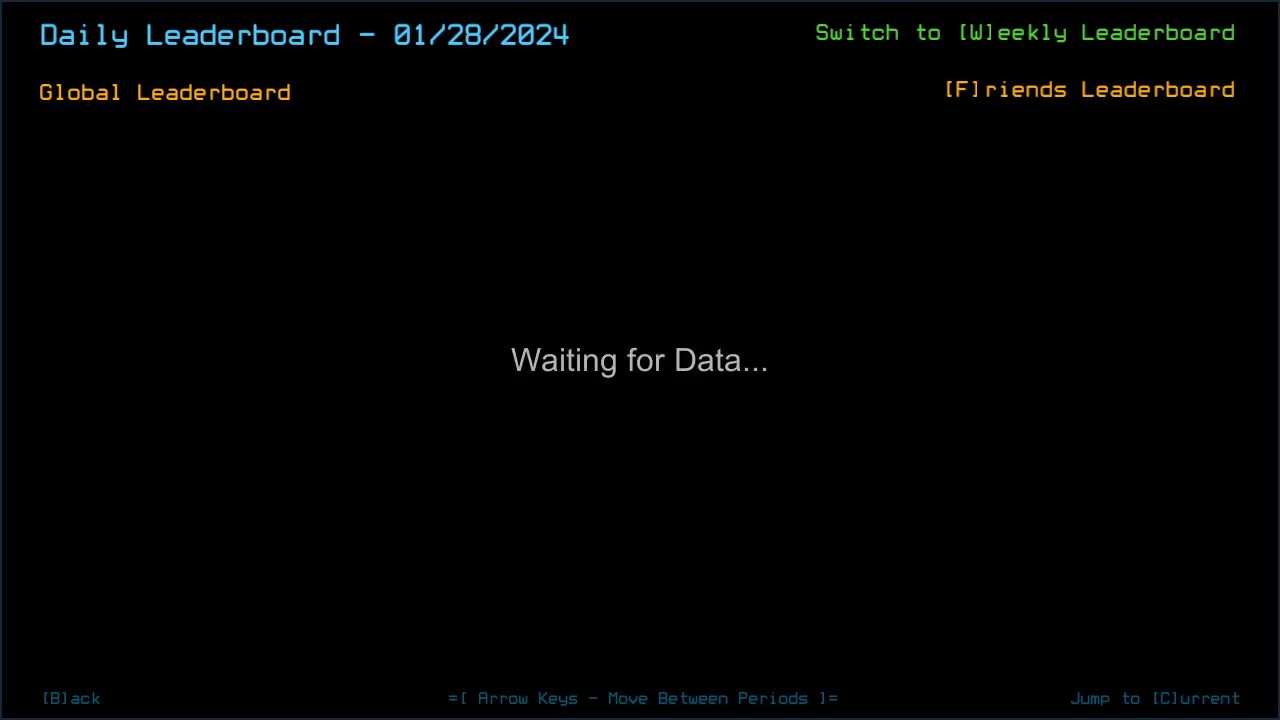 Daily Leaderboard - 01/28/2024
Switch to [W]eekly Leaderboard
Global Leaderboard
[F]riends Leaderboard
Waiting for Data...
[B]ack
=[ Arrow Keys - Move Between Periods ]=
Jump to [C]urrent